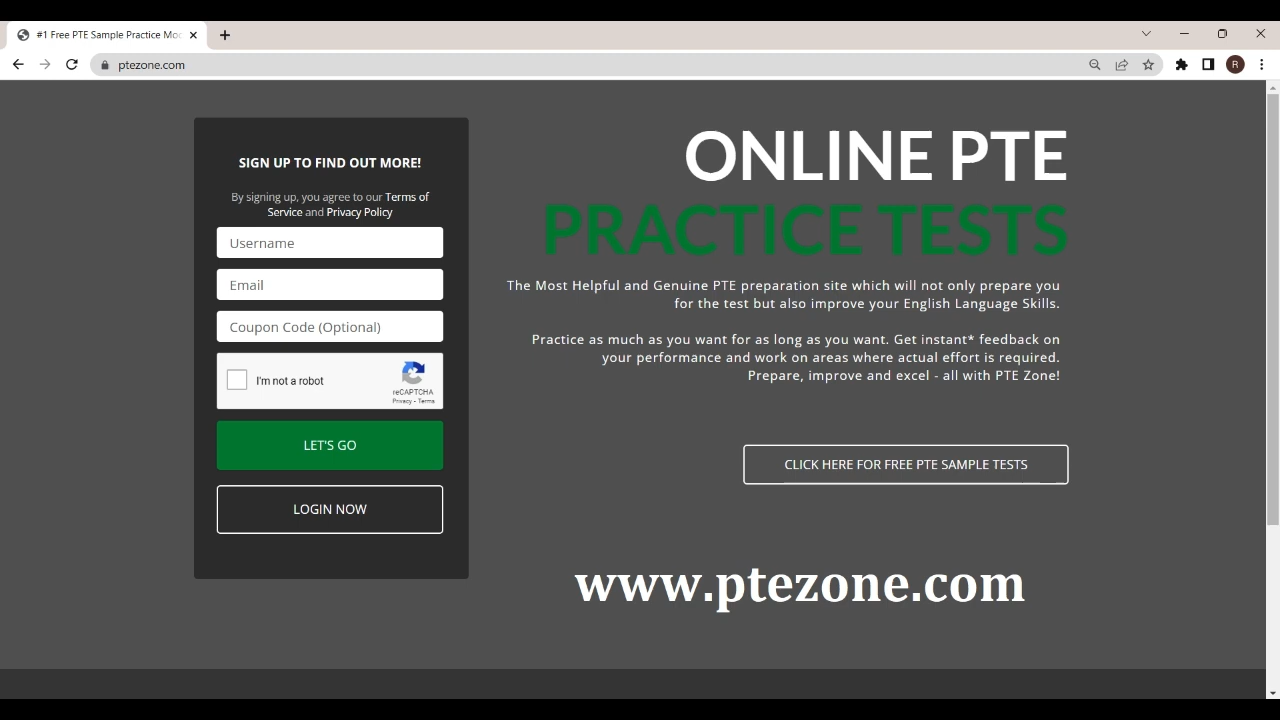 #1 Free PTE Sample Practice Moc
ptezone.com
R
SIGN UP TO FIND OUT MORE!
By signing up, you agree to our Terms of
Service and Privacy Policy
Username
Email
Coupon Code (Optional)
I'm not a robot
reCAPTCHA
Privacy - Terms
LET'S GO
LOGIN NOW
ONLINE PTE
PRACTICE TESTS
The Most Helpful and Genuine PTE preparation site which will not only prepare you
for the test but also improve your English Language Skills.
Practice as much as you want for as long as you want. Get instant* feedback on
your performance and work on areas where actual effort is required.
Prepare, improve and excel - all with PTE Zone!
CLICK HERE FOR FREE PTE SAMPLE TESTS
www.ptezone.com